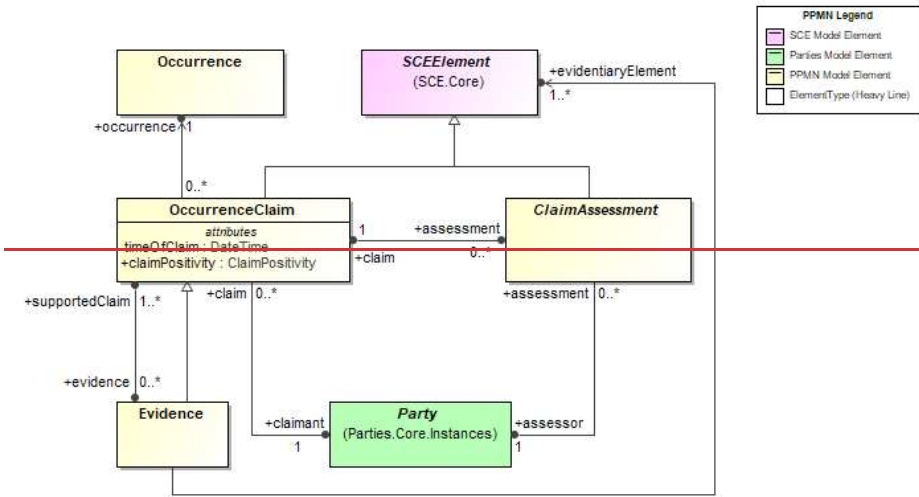 PPMN Legend
SCE Model Element
Parties Model Element
PPMN Model Element
ElementType (Heavy Line)
Occurrence
SCEElement
(SCE.Core)
+evidentiaryElement
1..*
+occurrence
1
0..*
OccurrenceClaim
attributes
timeOfClaim : DateTime
+claimPositivity : ClaimPositivity
1
+assessment
+claim
0..*
ClaimAssessment
+supportedClaim
1..*
+claim
0..*
+assessment
0..*
+evidence
0..*
Evidence
+claimant
1
Party
(Parties.Core.Instances)
+assessor
1